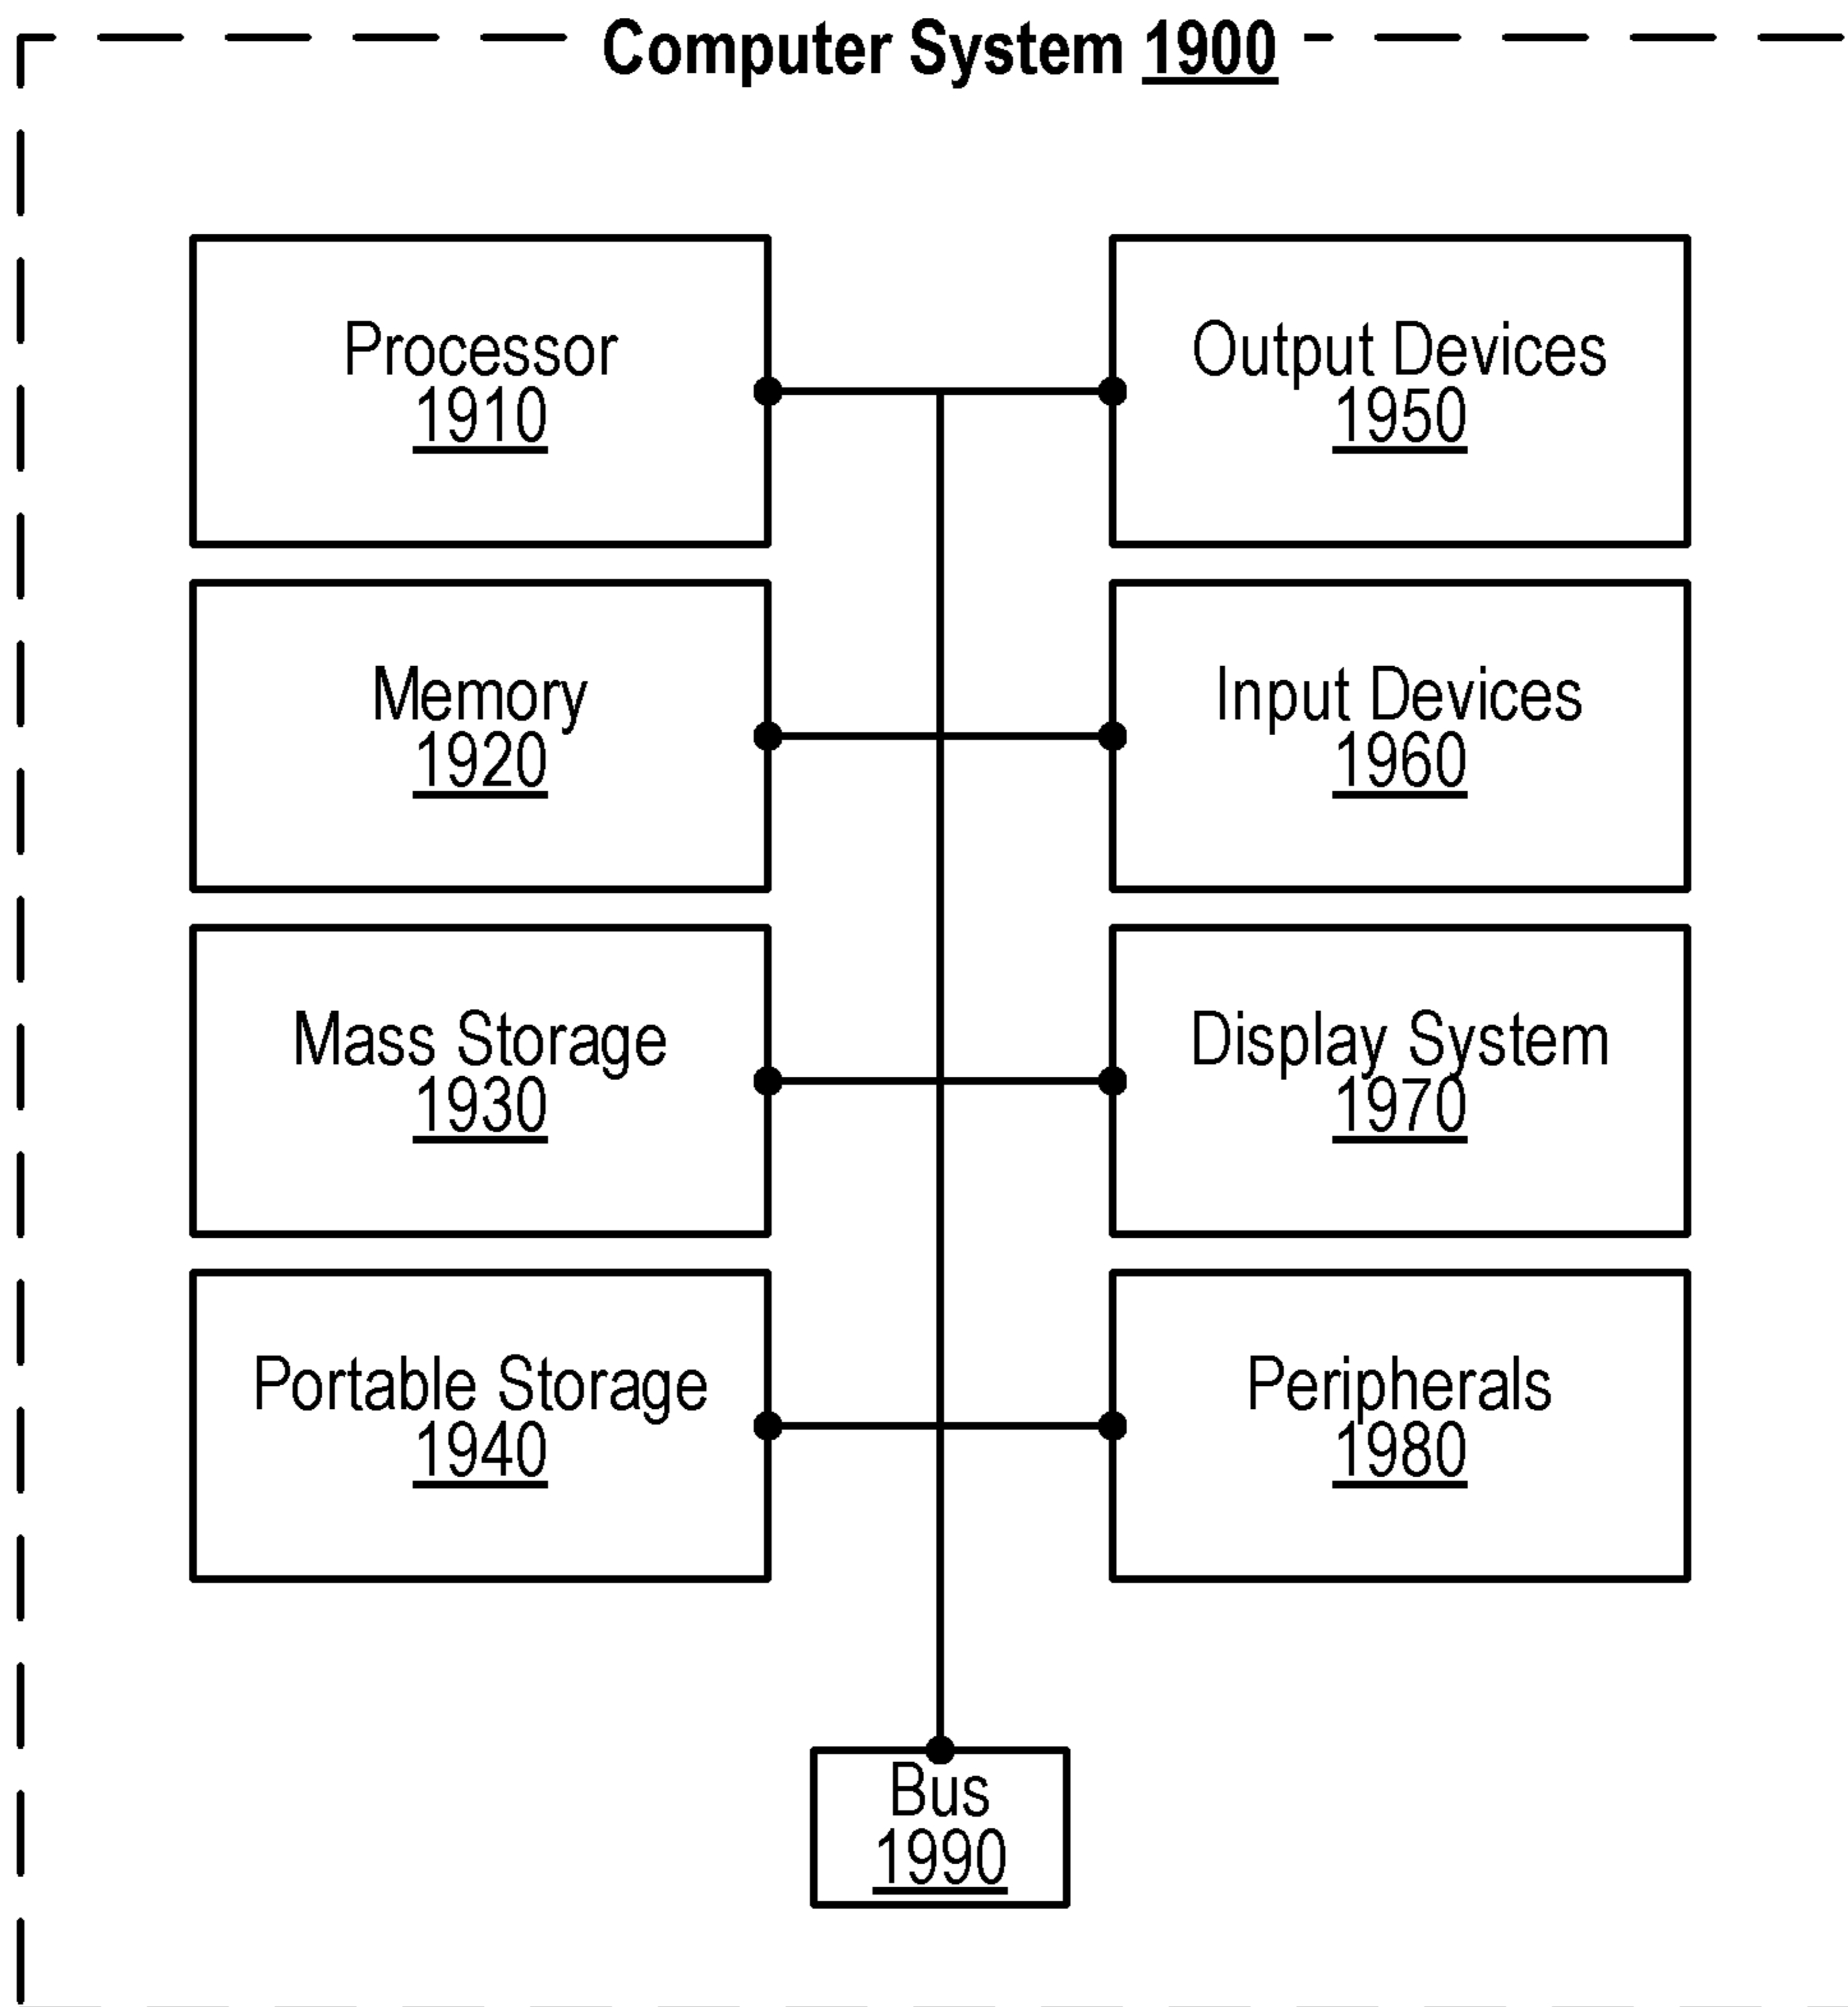 Computer System 1900
Processor
1910
Output Devices
1950
Memory
1920
Input Devices
1960
Mass Storage
1930
Display System
1970
Portable Storage
1940
Peripherals
1980
Bus
1990